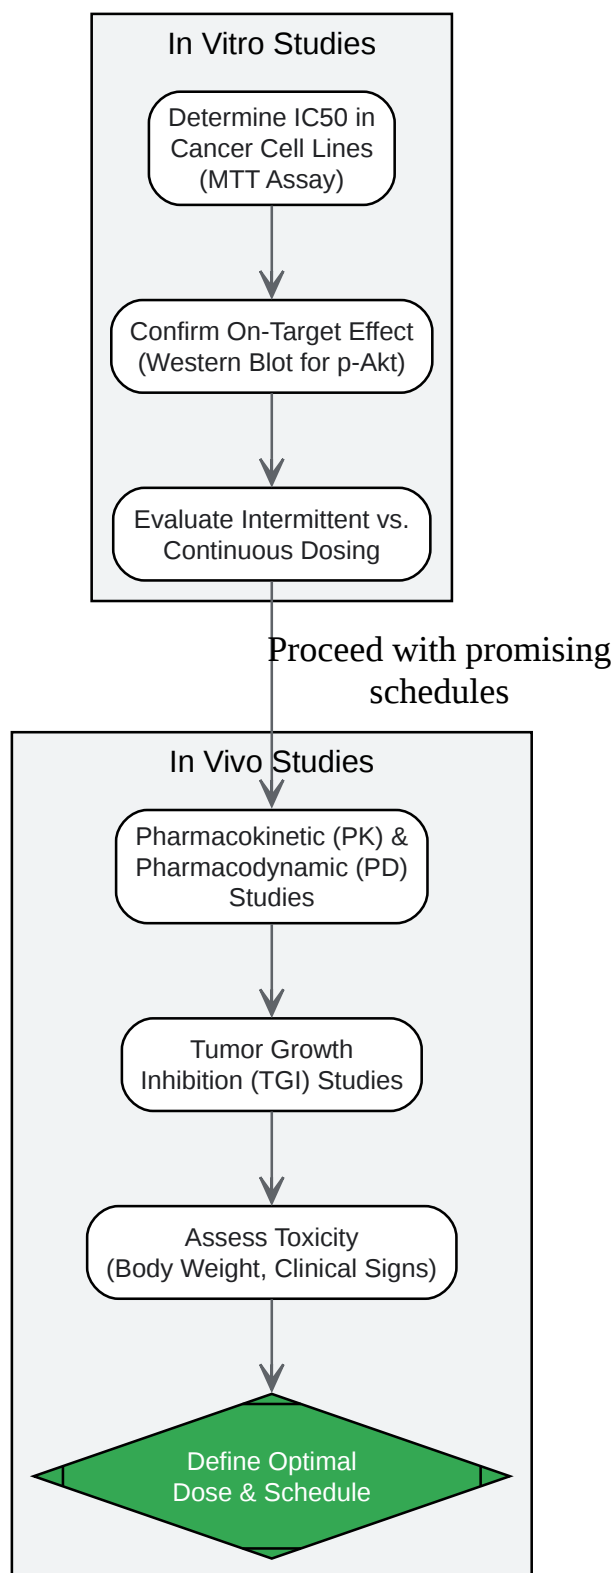 In Vitro Studies
Determine IC50 in
Cancer Cell Lines
(MTT Assay)
Confirm On-Target Effect
(Western Blot for p-Akt)
Evaluate Intermittent vs.
Continuous Dosing
Proceed with promising
schedules
In Vivo Studies
Pharmacokinetic (PK) &
Pharmacodynamic (PD)
Studies
Tumor Growth
Inhibition (TGI) Studies
Assess Toxicity
(Body Weight, Clinical Signs)
Define Optimal
Dose & Schedule